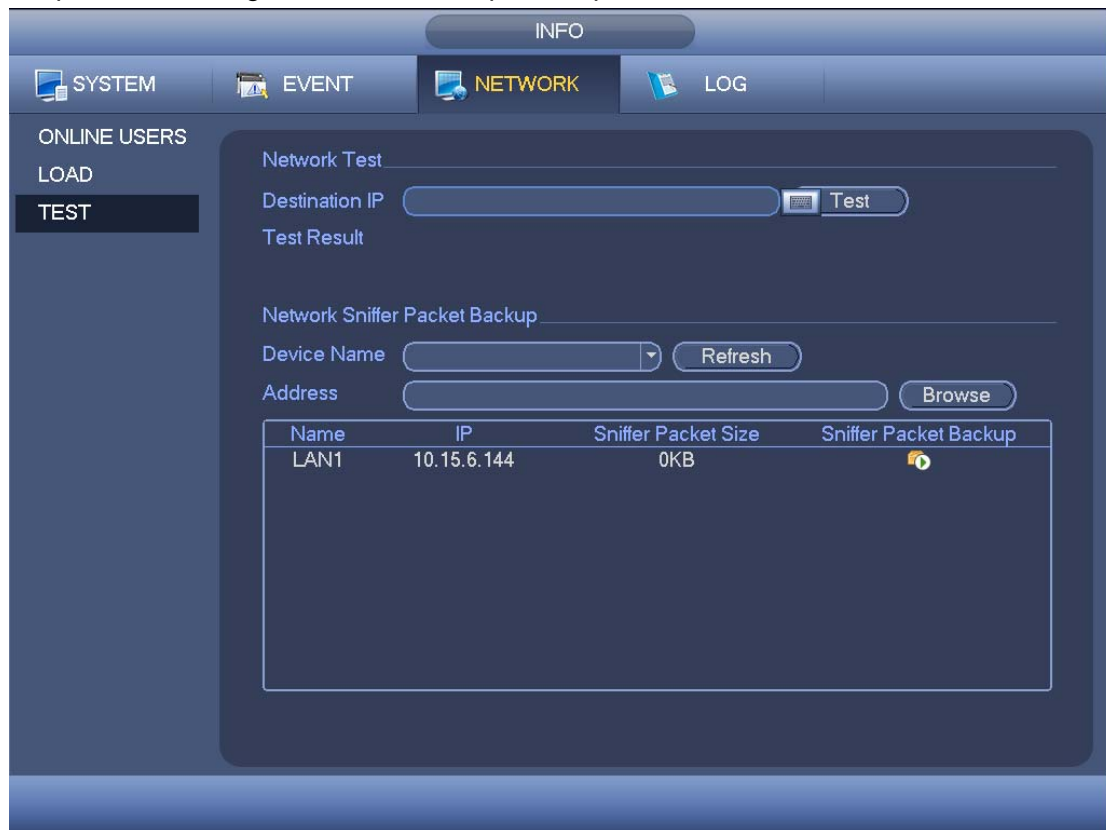 INFO
SYSTEM EVENT NETWORK LOG
ONLINE USERS
LOAD
TEST
Network Test
Destination IP Test
Test Result
Network Sniffer Packet Backup
Device Name Refresh
Address Browse
Name IP Sniffer Packet Size Sniffer Packet Backup
LAN1 10.15.6.144 0KB